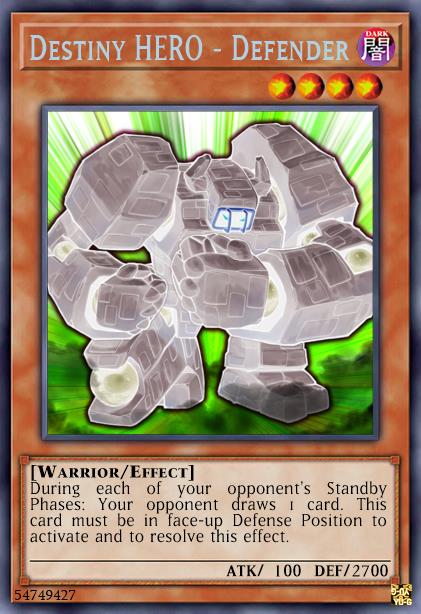 DESTINY HERO - DEFENDER
DARK
闇
[WARRIOR/EFFECT]
During each of your opponent's Standby
Phases: Your opponent draws 1 card. This
card must be in face-up Defense Position to
activate and to resolve this effect.
ATK/ 100 DEF/2700
54749427